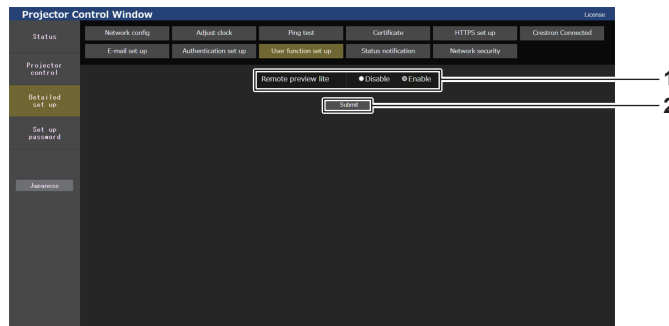 Projector Control Window
License
Status
Network config
Adjust clock
Ping test
Certificate
HTTPS set up
Crestron Connected
E-mail set up
Authentication set up
User function set up
Status notification
Network security
Projector
control
Detailed
set up
Set up
password
Japanese
Remote preview lite
Disable
Enable
1
Submit
2